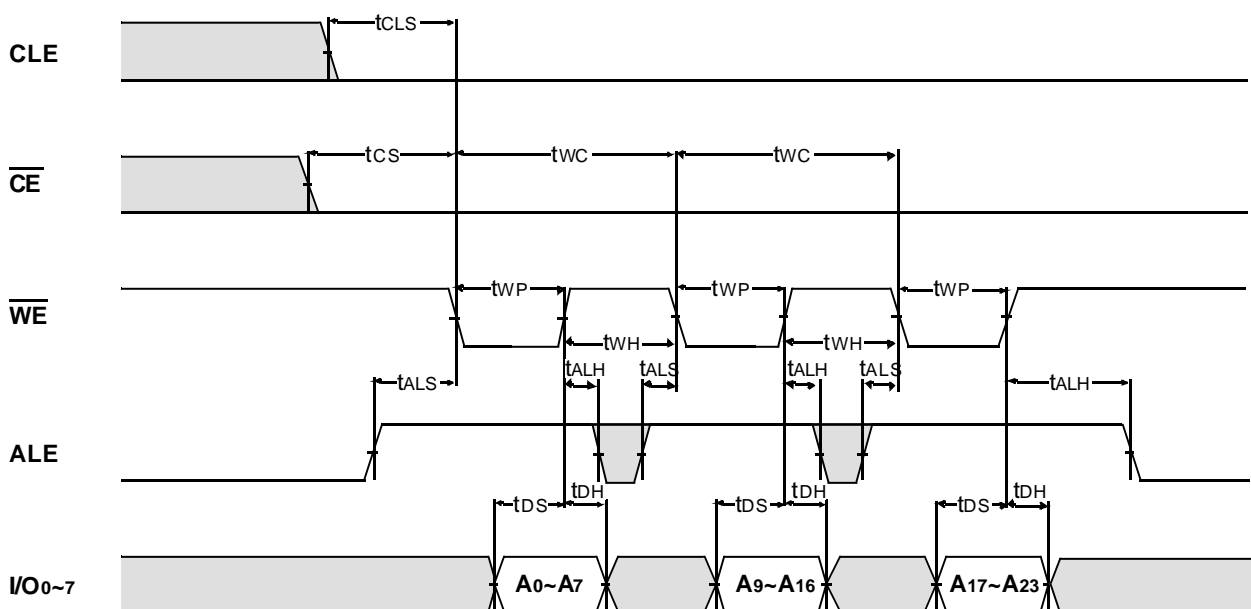 tCLS
CLE
tCS tWC tWC
CE
tWP tWP tWP
WE
tWH tWH
tALS tALH tALS tALH tALS tALH
ALE
tDS tDH tDS tDH tDS tDH
I/O0~7 A0~A7 A9~A16 A17~A23